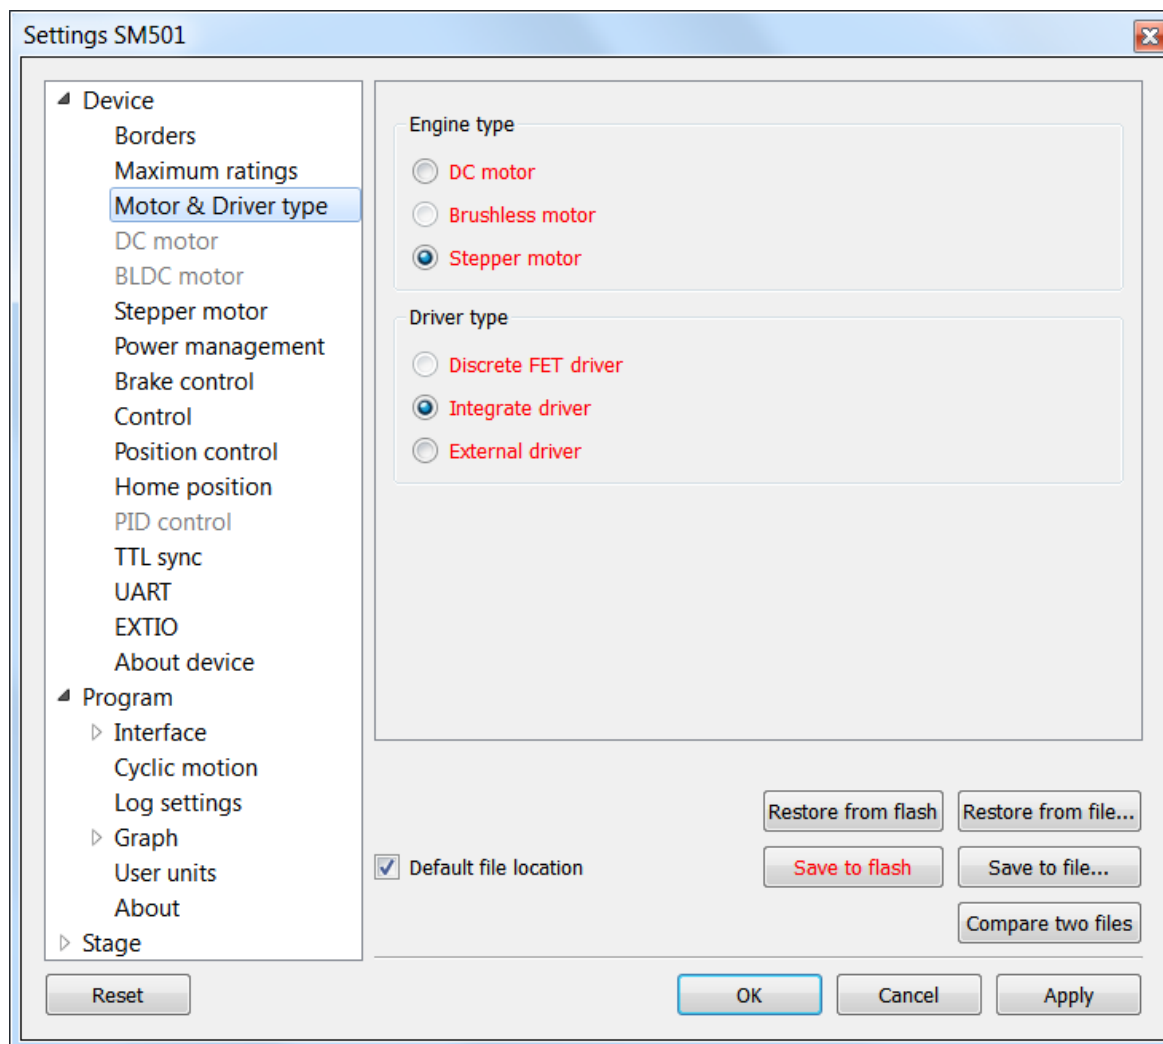 Settings SM501
Device
Borders
Maximum ratings
Motor & Driver type
DC motor
BLDC motor
Stepper motor
Power management
Brake control
Control
Position control
Home position
PID control
TTL sync
UART
EXTIO
About device
Program
Interface
Cyclic motion
Log settings
Graph
User units
About
Stage
Engine type
DC motor
Brushless motor
Stepper motor
Driver type
Discrete FET driver
Integrate driver
External driver
Restore from flash Restore from file...
Default file location Save to flash Save to file...
Compare two files
Reset OK Cancel Apply